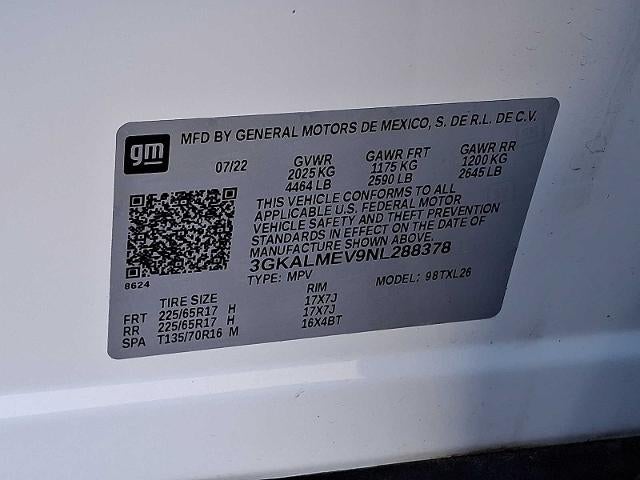 gm
MFD BY GENERAL MOTORS DE MEXICO, S. DE R.L. DE C.V.
07/22 GVWR GAWR FRT GAWR RR
2025 KG 1175 KG 1200 KG
4464 LB 2590 LB 2645 LB
THIS VEHICLE CONFORMS TO ALL
APPLICABLE U.S. FEDERAL MOTOR
VEHICLE SAFETY AND THEFT PREVENTION
STANDARDS IN EFFECT ON THE DATE OF
MANUFACTURE SHOWN ABOVE.
3GKALMEV9NL288378
TYPE: MPV MODEL: 98TXL26
8624
TIRE SIZE RIM
FRT 225/65R17 H 17X7J
RR 225/65R17 H 17X7J
SPA T135/70R16 M 16X4BT